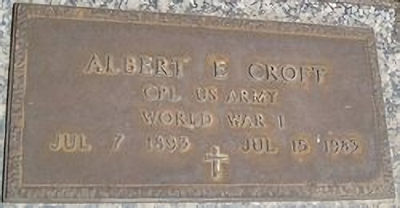 ALBERT E CROFT
CPL US ARMY
WORLD WAR I
JUL 7 1893 JUL 15 1983